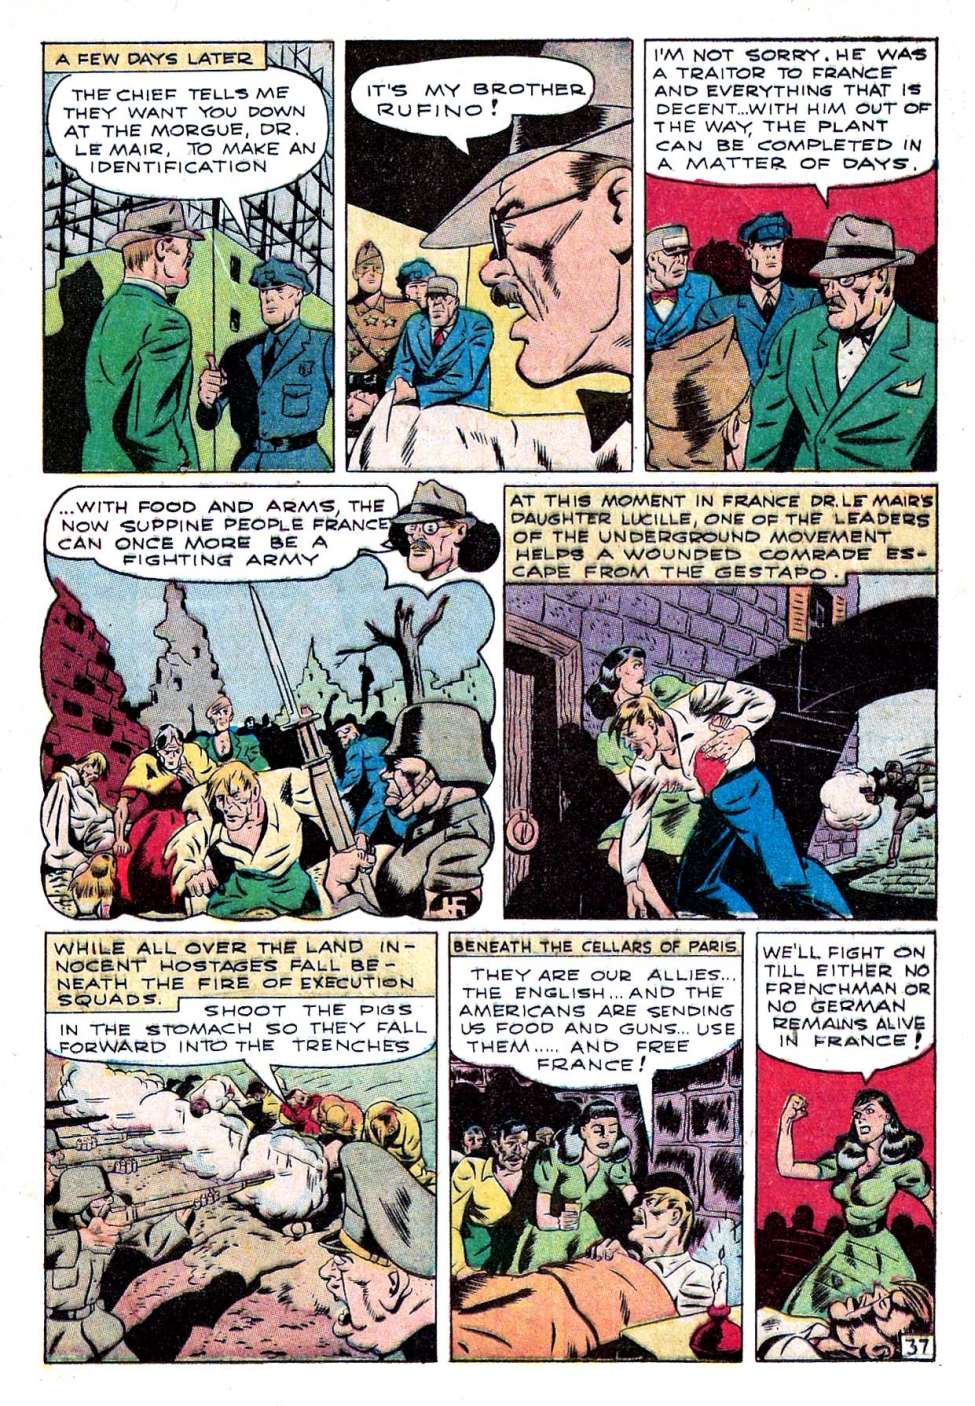 A FEW DAYS LATER
THE CHIEF TELLS ME
THEY WANT YOU DOWN
AT THE MORGUE, DR.
LE MAIR, TO MAKE AN
IDENTIFICATION
IT'S MY BROTHER
RUFINO!
I'M NOT SORRY. HE WAS
A TRAITOR TO FRANCE
AND EVERYTHING THAT IS
DECENT...WITH HIM OUT OF
THE WAY, THE PLANT
CAN BE COMPLETED IN
A MATTER OF DAYS.
...WITH FOOD AND ARMS, THE
NOW SUPPINE PEOPLE FRANCE
CAN ONCE MORE BE A
FIGHTING ARMY
AT THIS MOMENT IN FRANCE DR. LE MAIR'S
DAUGHTER LUCILLE, ONE OF THE LEADERS
OF THE UNDERGROUND MOVEMENT
HELPS A WOUNDED COMRADE ES-
CAPE FROM THE GESTAPO.
WHILE ALL OVER THE LAND IN-
NOCENT HOSTAGES FALL BE-
NEATH THE FIRE OF EXECUTION
SQUADS.
SHOOT THE PIGS
IN THE STOMACH SO THEY FALL
FORWARD INTO THE TRENCHES
BENEATH THE CELLARS OF PARIS.
THEY ARE OUR ALLIES...
THE ENGLISH...AND THE
AMERICANS ARE SENDING
US FOOD AND GUNS...USE
THEM.....AND FREE
FRANCE!
WE'LL FIGHT ON
TILL EITHER NO
FRENCHMAN OR
NO GERMAN
REMAINS ALIVE
IN FRANCE!
37